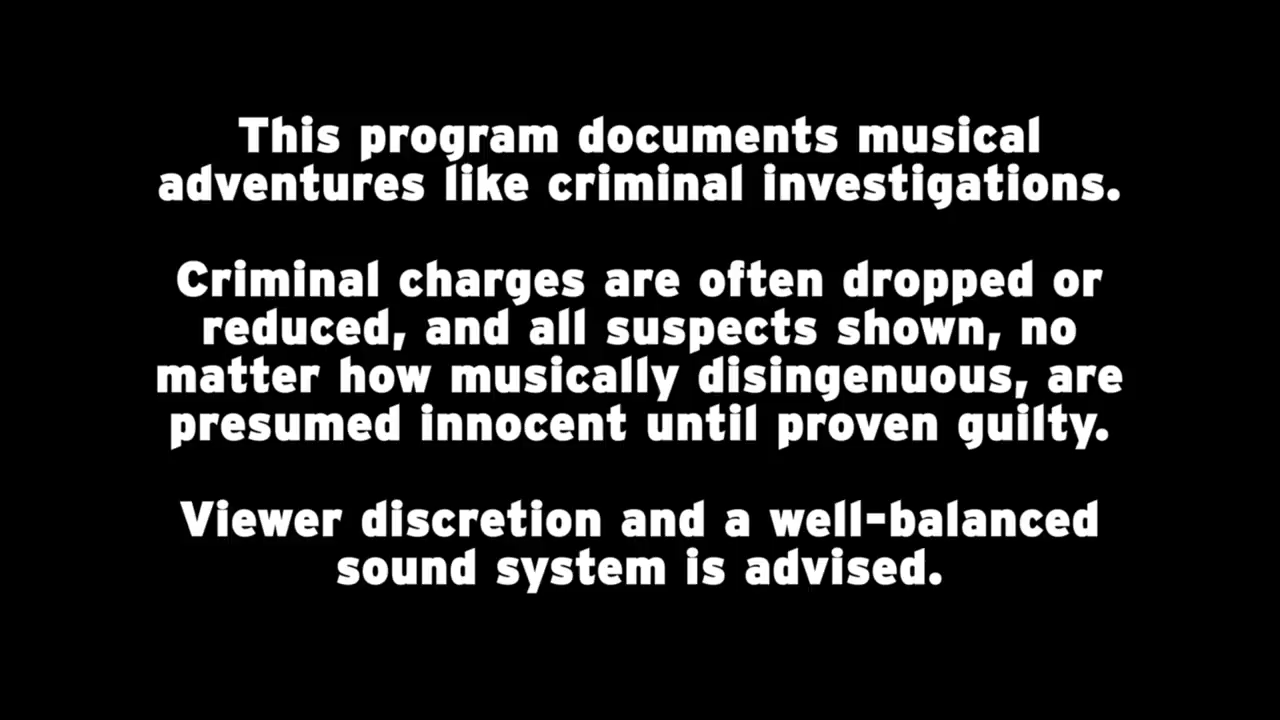 This program documents musical
adventures like criminal investigations.
Criminal charges are often dropped or
reduced, and all suspects shown, no
matter how musically disingenuous, are
presumed innocent until proven guilty.
Viewer discretion and a well-balanced
sound system is advised.